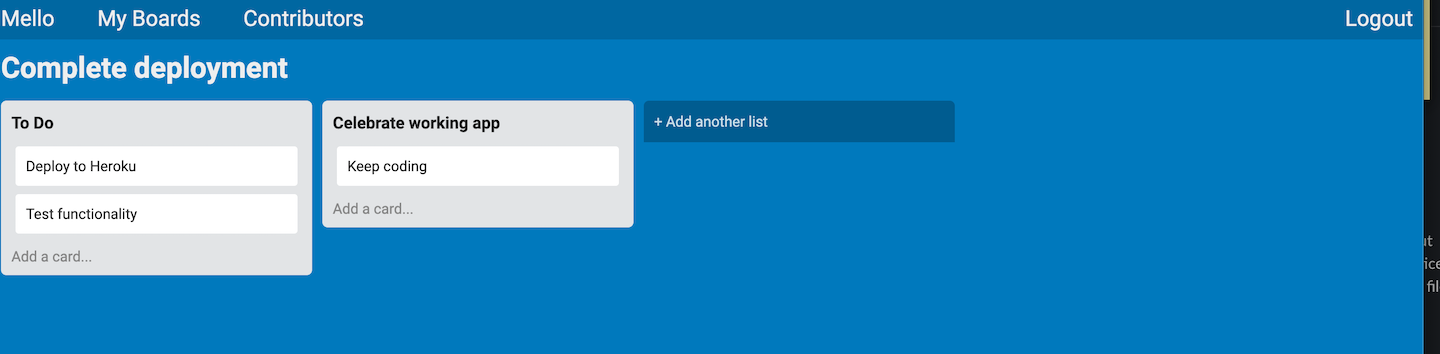 Mello My Boards Contributors Logout
Complete deployment
To Do
Deploy to Heroku
Test functionality
Add a card...
Celebrate working app
Keep coding
Add a card...
+ Add another list